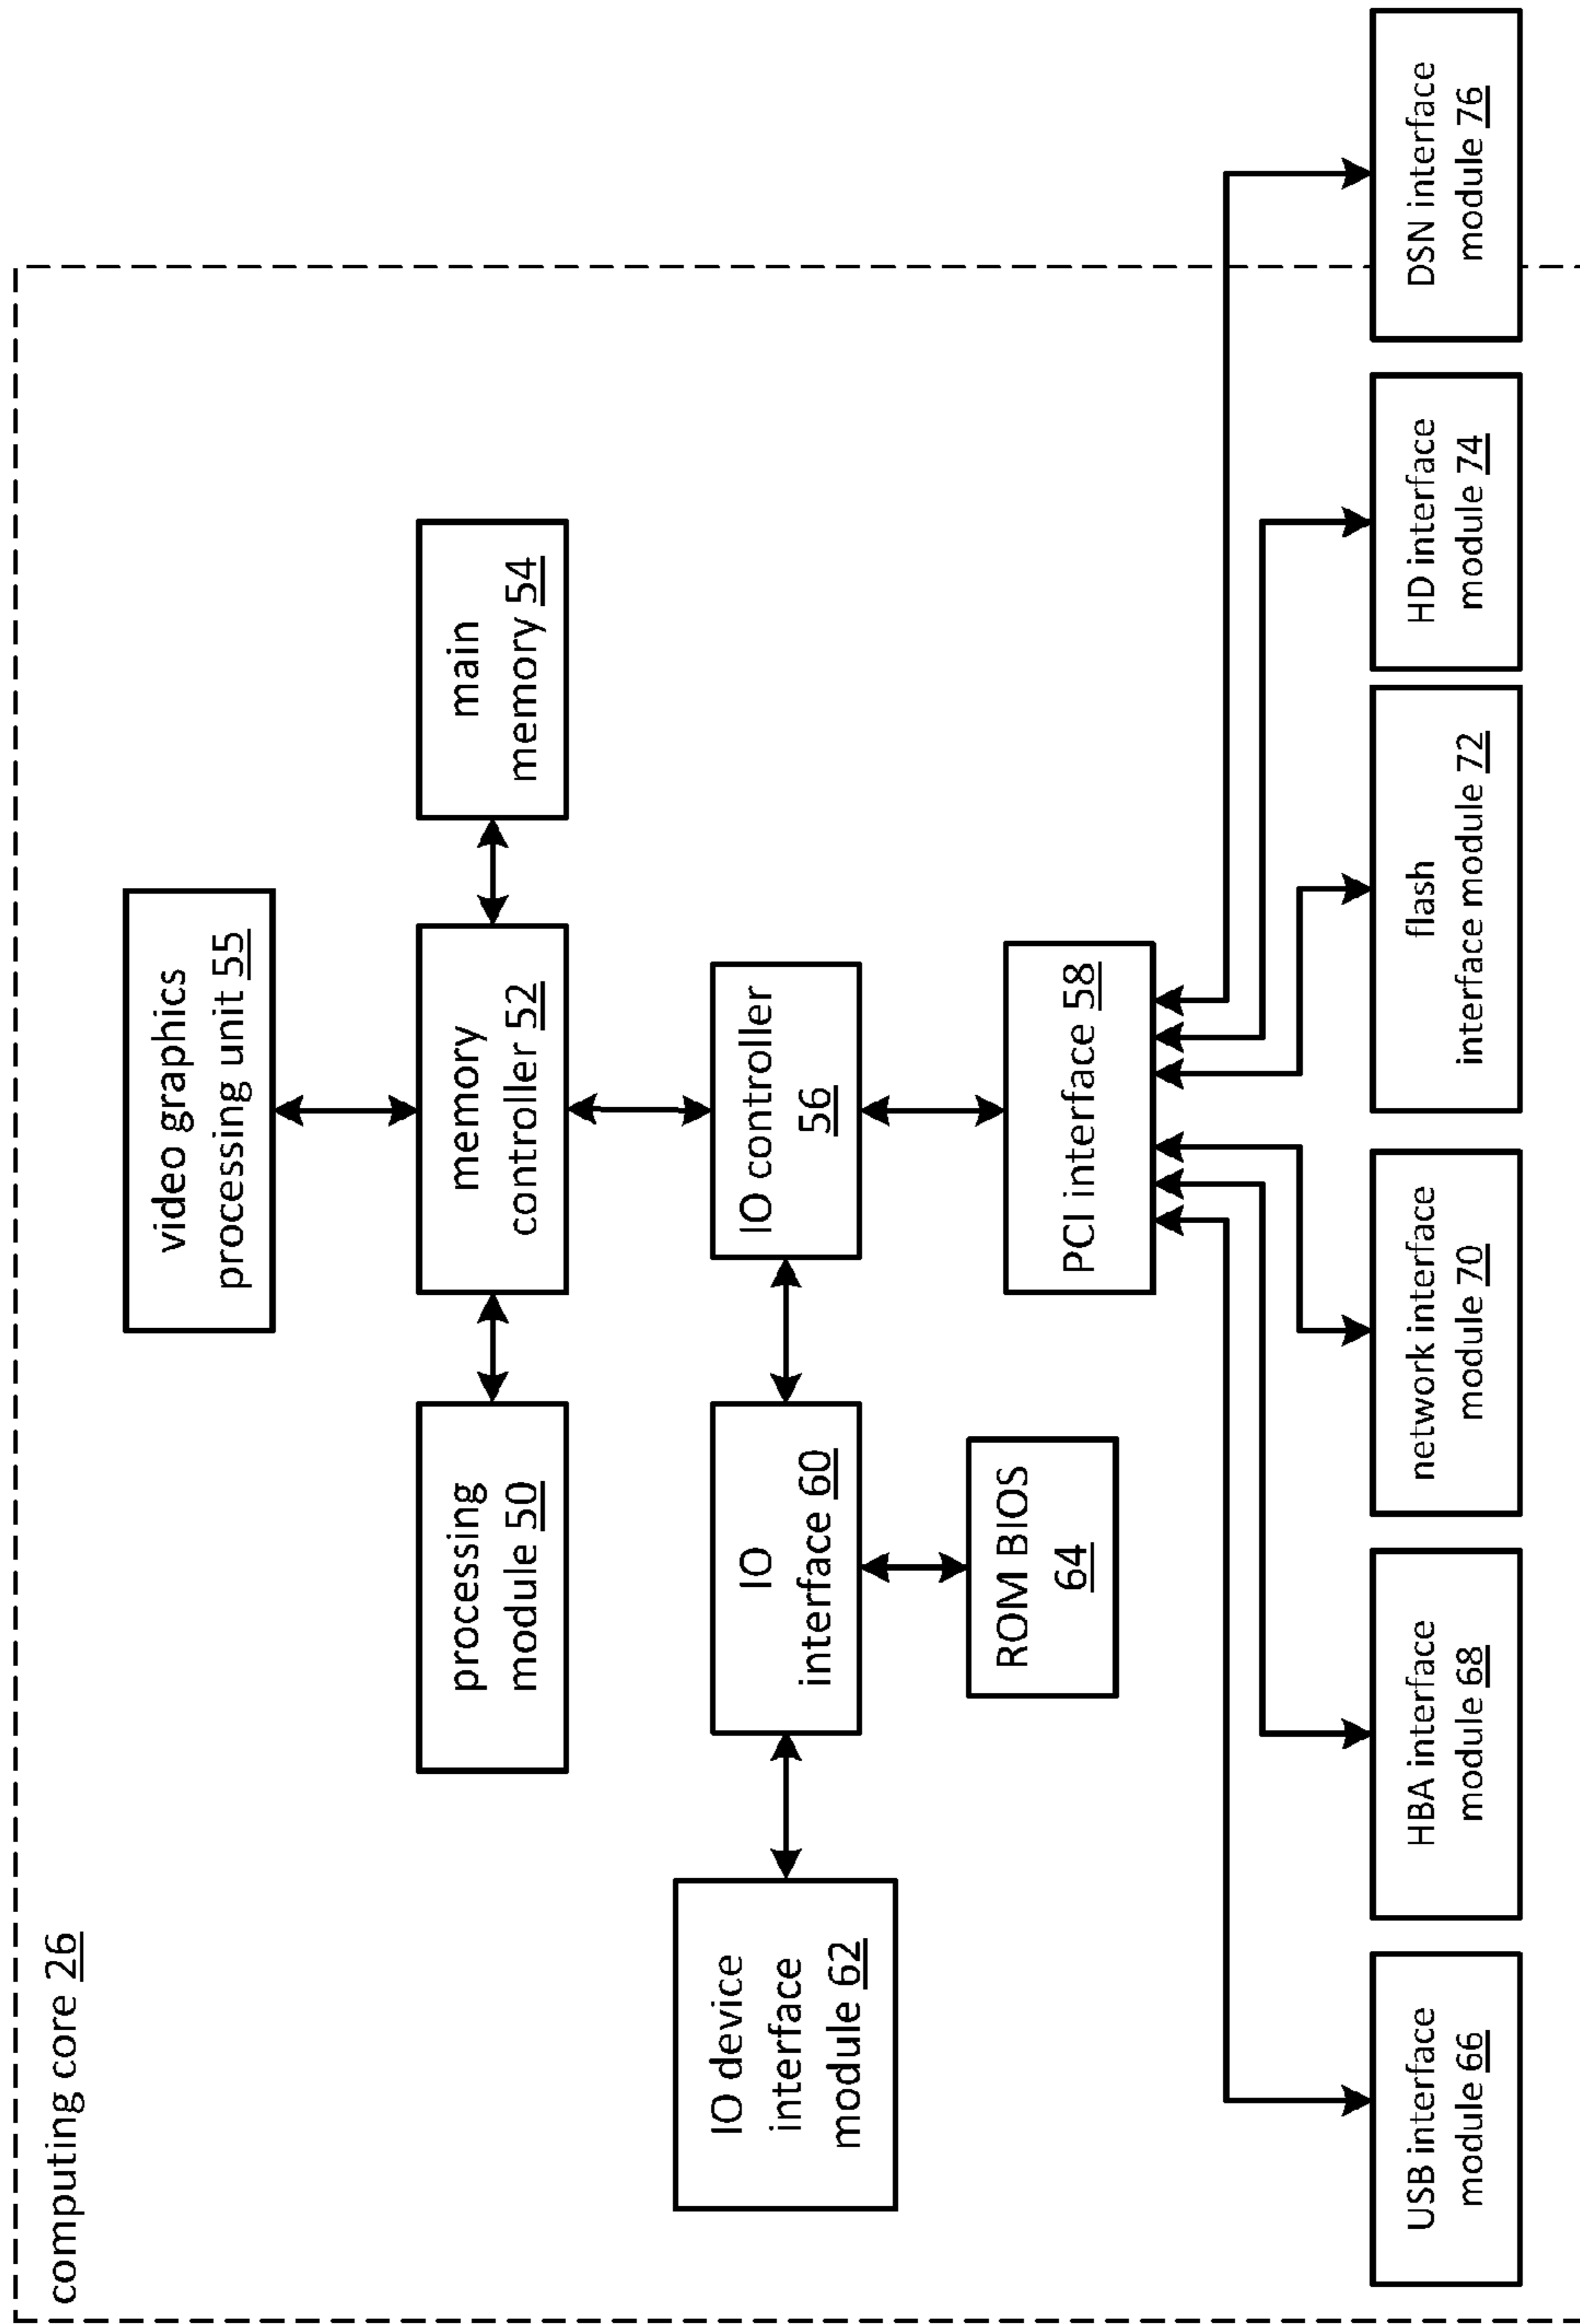 computing core 26
video graphics
processing unit 55
processing
module 50
memory
controller 52
main
memory 54
IO device
interface
module 62
IO
interface 60
IO controller
56
ROM BIOS
64
PCI interface 58
USB interface
module 66
HBA interface
module 68
network interface
module 70
flash
interface module 72
HD interface
module 74
DSN interface
module 76